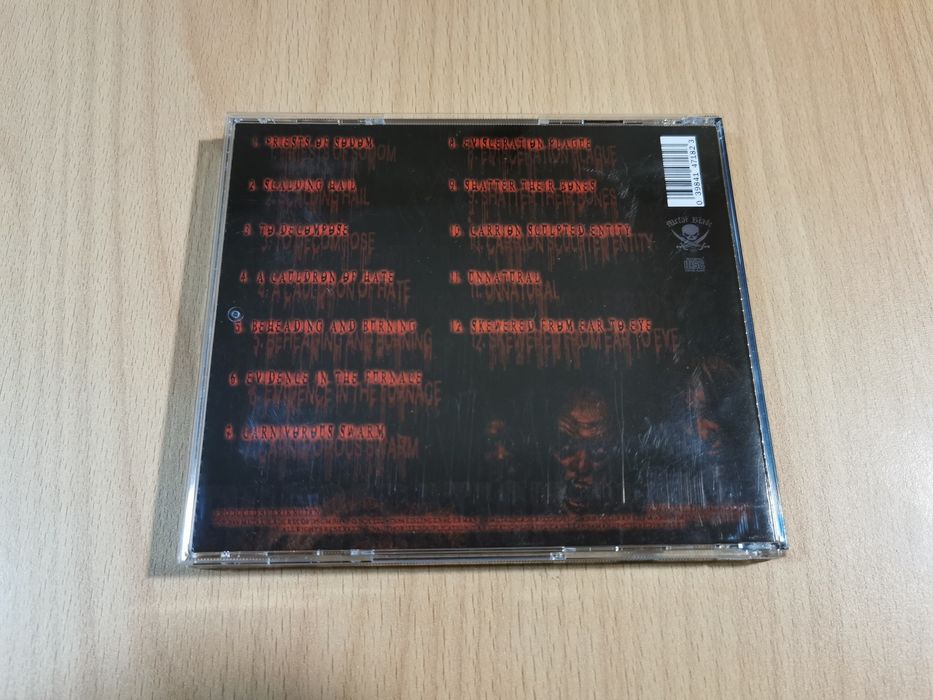 1. PRIESTS OF SODOM
2. SCALDING HAIL
3. TO DECOMPOSE
4. A CAULDRON OF HATE
5. BEHEADING AND BURNING
6. EVIDENCE IN THE FURNACE
7. CARNIVOROUS SWARM
8. EVISCERATION PLAGUE
9. SHATTER THEIR BONES
10. CARRION SCULPTED ENTITY
11. UNNATURAL
12. SKEWERED FROM EAR TO EYE
0 39841 47182 3
Metal Blade